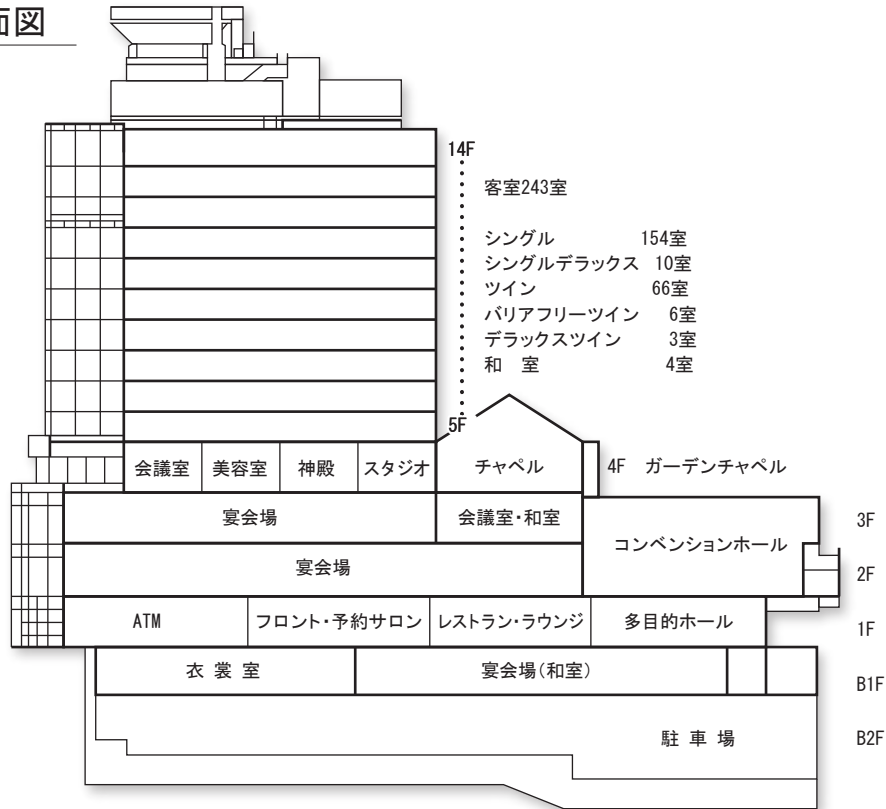 面図
14F
客室243室
シングル 154室
シングルデラックス 10室
ツイン 66室
バリアフリーツイン 6室
デラックスツイン 3室
和 室 4室
5F
会議室 美容室 神殿 スタジオ チャペル 4F ガーデンチャペル
宴会場 会議室・和室 3F
コンベンションホール
宴会場 2F
ATM フロント・予約サロン レストラン・ラウンジ 多目的ホール 1F
衣 裳 室 宴会場(和室) B1F
駐 車 場 B2F